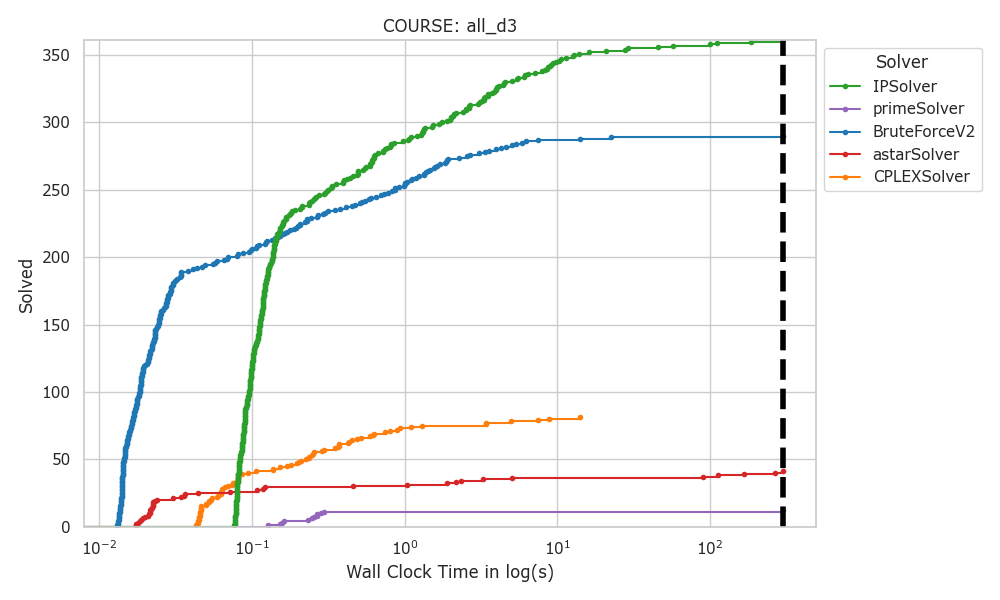 COURSE: all_d3
Solver
IPSolver
primeSolver
BruteForceV2
astarSolver
CPLEXSolver
Solved
350
300
250
200
150
100
50
0
10⁻² 10⁻¹ 10⁰ 10¹ 10²
Wall Clock Time in log(s)